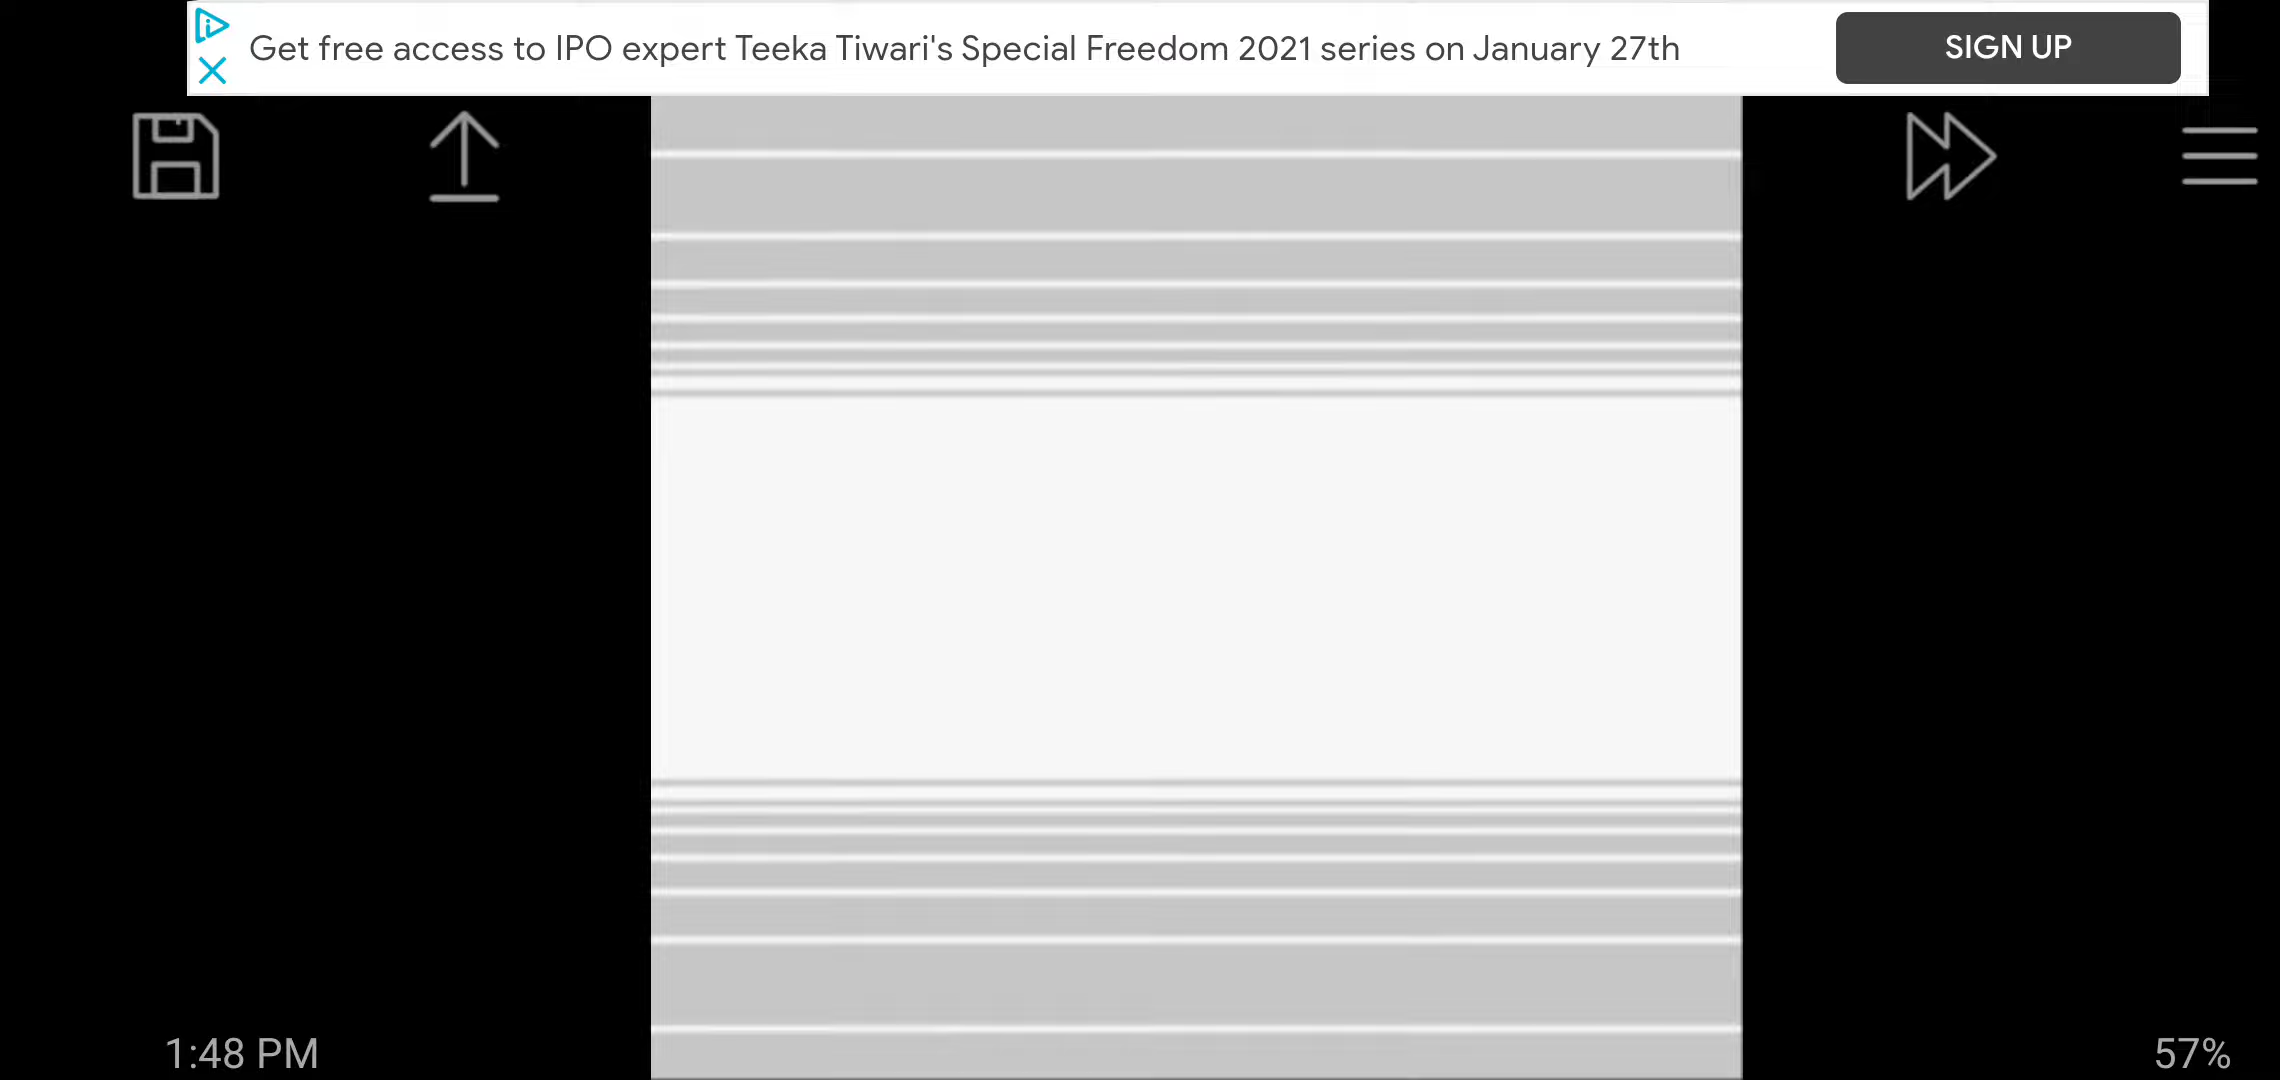 Get free access to IPO expert Teeka Tiwari's Special Freedom 2021 series on January 27th
SIGN UP
1:48 PM
57%